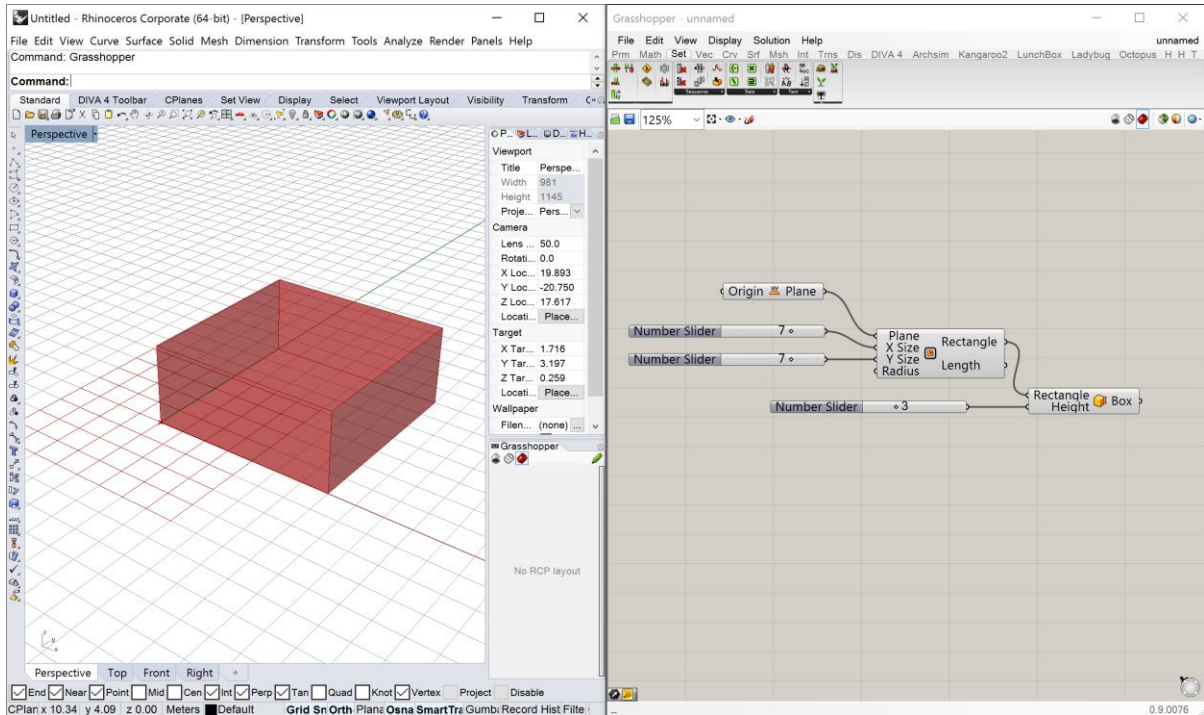 Untitled - Rhinoceros Corporate (64-bit) - [Perspective]
File Edit View Curve Surface Solid Mesh Dimension Transform Tools Analyze Render Panels Help
Command: Grasshopper
Command:
Standard DIVA 4 Toolbar CPlanes Set View Display Select Viewport Layout Visibility Transform
Perspective
P... L... D... H...
Viewport
Title Perspe...
Width 981
Height 1145
Proje... Pers...
Camera
Lens ... 50.0
Rotati... 0.0
X Loc... 19.893
Y Loc... -20.750
Z Loc... 17.617
Locati... Place...
Target
X Tar... 1.716
Y Tar... 3.197
Z Tar... 0.259
Locati... Place...
Wallpaper
Filen... (none) ...
Grasshopper
No RCP layout
z y x
Perspective Top Front Right
End Near Point Mid Cen Int Perp Tan Quad Knot Vertex Project Disable
CPlan x 10.34 y 4.09 z 0.00 Meters Default Grid Sn Orth Plana Osna SmartTra Gumba Record Hist Filte
Grasshopper - unnamed
File Edit View Display Solution Help unnamed
Prm Math Set Vec Crv Srf Msh Int Trns Dis DIVA 4 Archsim Kangaroo2 LunchBox Ladybug Octopus H H T
Sequence Sets Text
125%
Origin Plane
Number Slider 7
Number Slider 7
Plane
X Size
Y Size
Radius
Rectangle
Length
Number Slider 3
Rectangle
Height
Box
0.9.0076